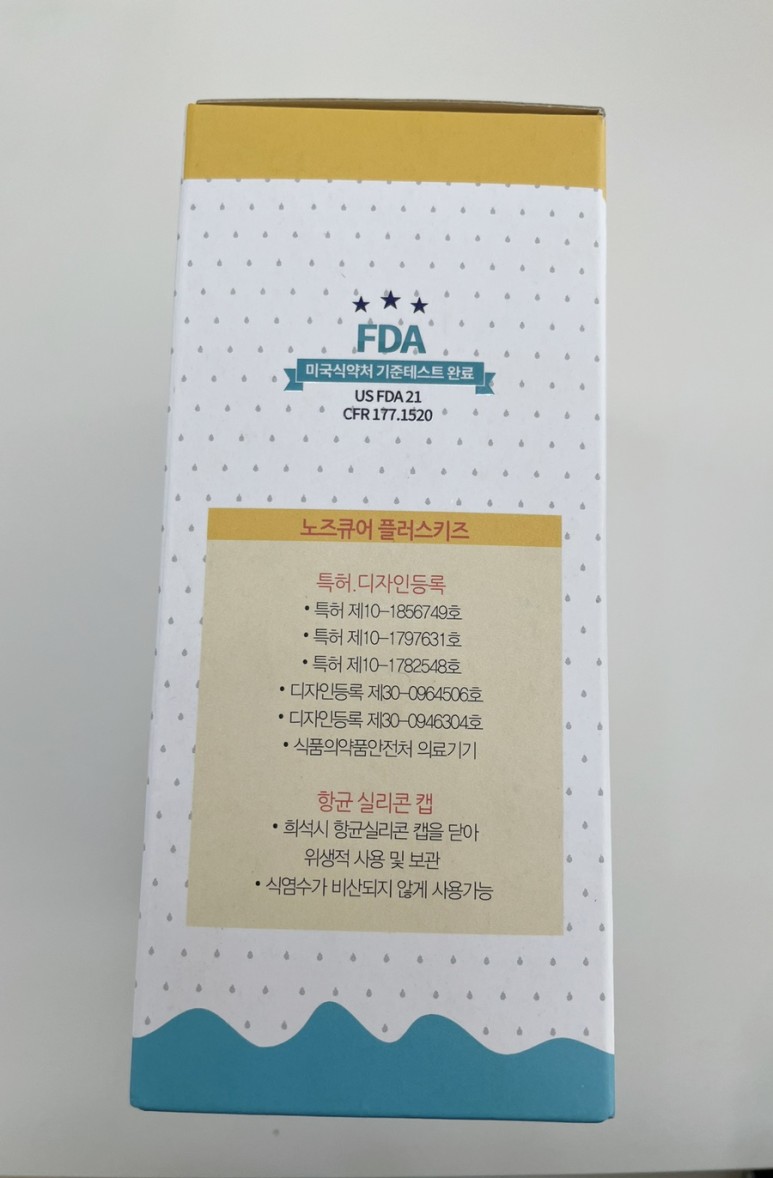 FDA
미국식약처 기준테스트 완료
US FDA 21
CFR 177.1520
노즈큐어 플러스키즈
특허.디자인등록
• 특허 제10-1856749호
• 특허 제10-1797631호
• 특허 제10-1782548호
• 디자인등록 제30-0964506호
• 디자인등록 제30-0946304호
• 식품의약품안전처 의료기기
항균 실리콘 캡
• 희석시 항균실리콘 캡을 닫아
위생적 사용 및 보관
• 식염수가 비산되지 않게 사용가능